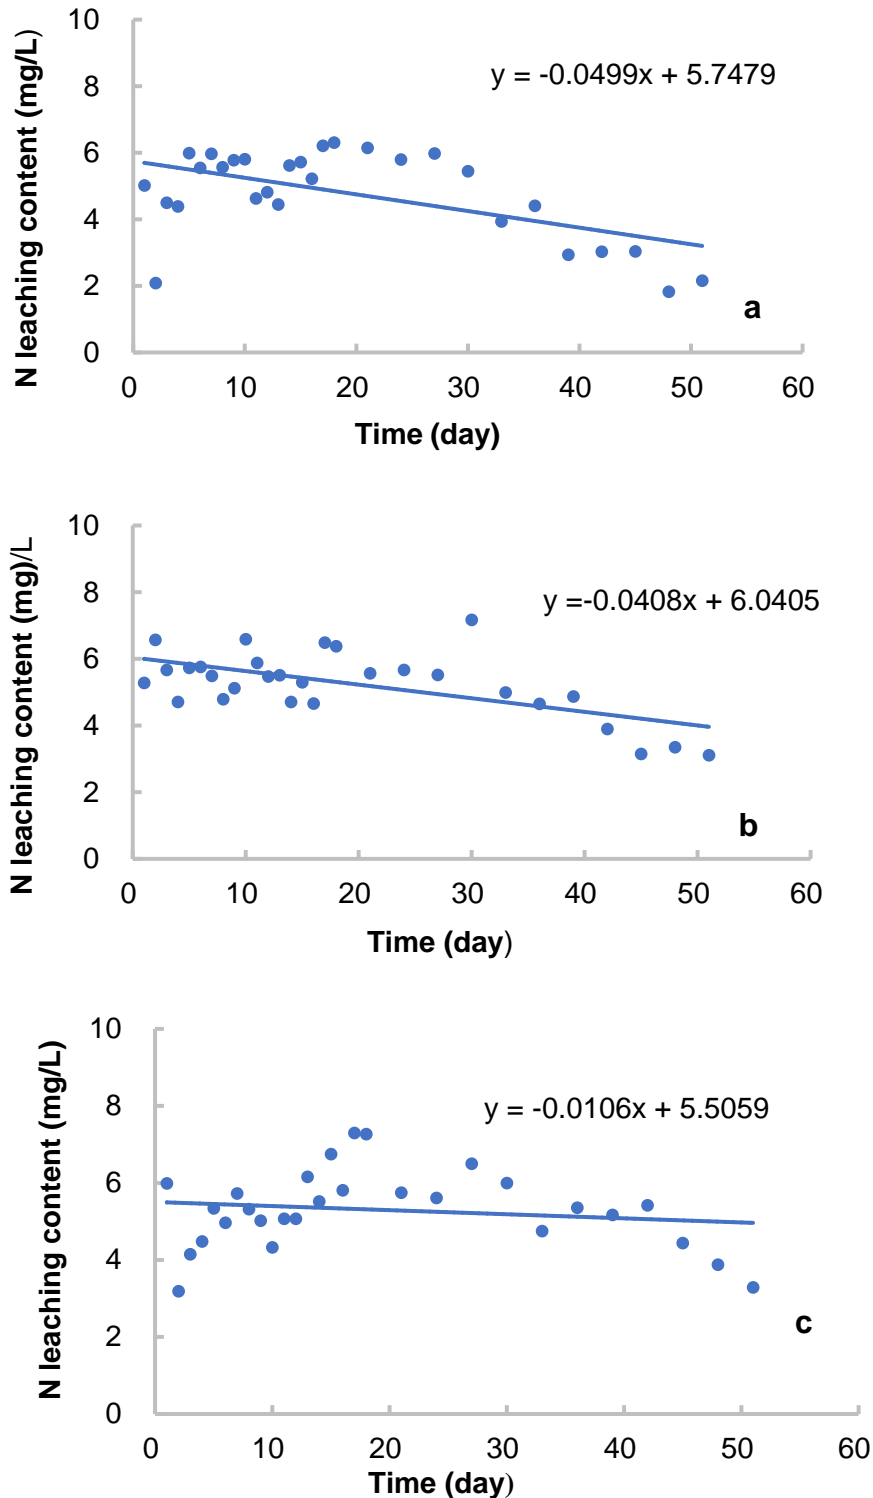 N leaching content (mg/L)
10
8
6
4
2
0
y = -0.0499x + 5.7479
a
0 10 20 30 40 50 60
Time (day)
N leaching content (mg)/L
10
8
6
4
2
0
y =-0.0408x + 6.0405
b
0 10 20 30 40 50 60
Time (day)
N leaching content (mg/L)
10
8
6
4
2
0
y = -0.0106x + 5.5059
c
0 10 20 30 40 50 60
Time (day)